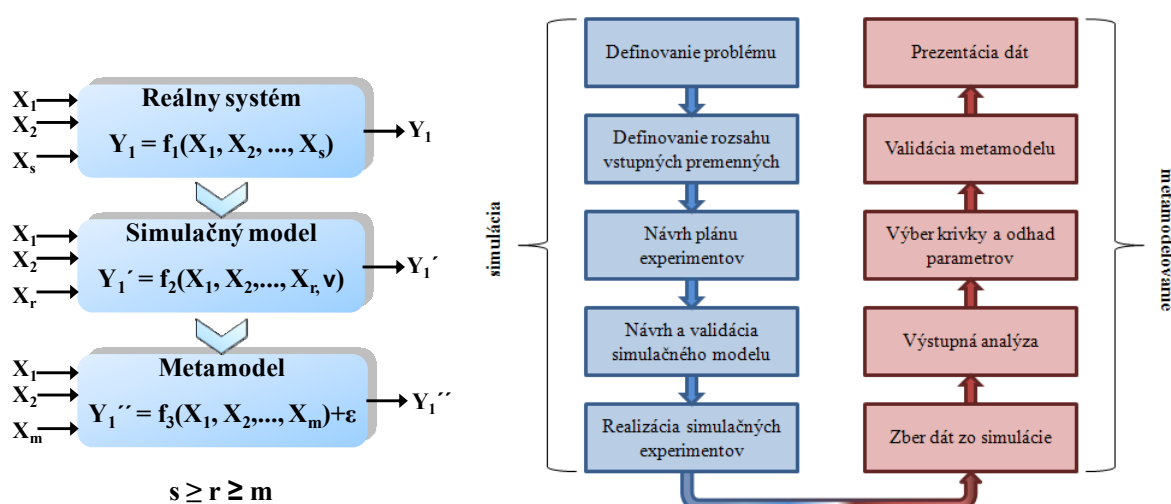 X₁
X₂
Xₛ
Reálny systém
Y₁ = f₁(X₁, X₂, ..., Xₛ)
Y₁
X₁
X₂
Xᵣ
Simulačný model
Y₁´ = f₂(X₁, X₂,..., Xᵣ, v)
Y₁´
X₁
X₂
Xₘ
Metamodel
Y₁´´ = f₃(X₁, X₂,..., Xₘ)+ε
Y₁´´
s ≥ r ≥ m
simulácia
Definovanie problému
Definovanie rozsahu
vstupných premenných
Návrh plánu
experimentov
Návrh a validácia
simulačného modelu
Realizácia simulačných
experimentov
Prezentácia dát
Validácia metamodelu
Výber krivky a odhad
parametrov
Výstupná analýza
Zber dát zo simulácie
metamodelovanie